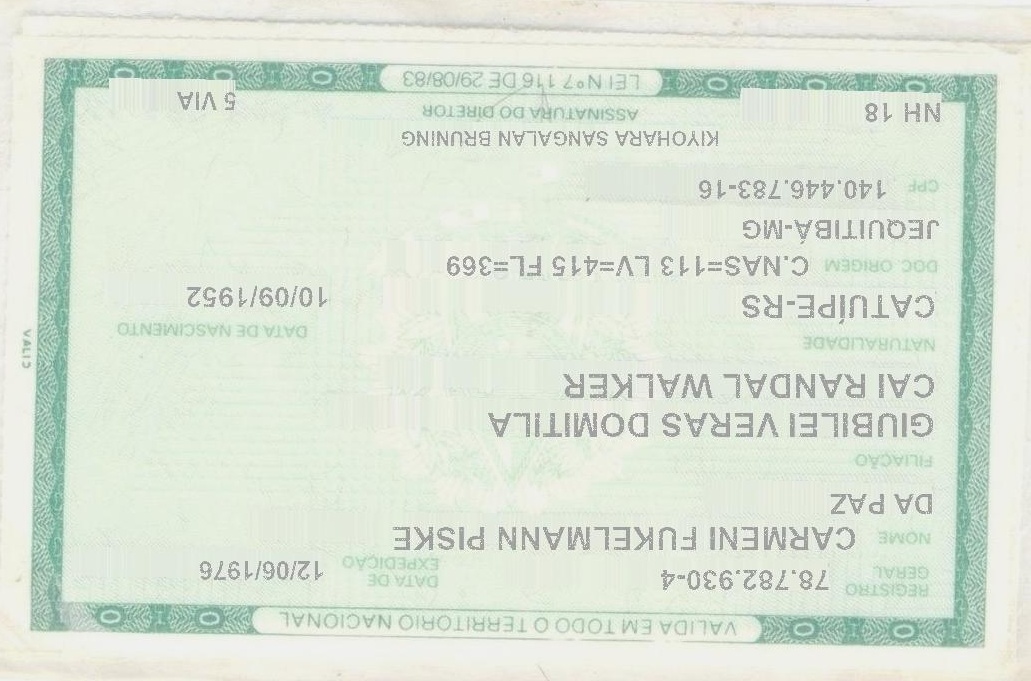 VALIDA EM TODO O TERRITORIO NACIONAL
REGISTRO GERAL 78.782.930-4 DATA DE EXPEDIÇÃO 12/06/1976
NOME CARMENI FUKELMANN PISKE
DA PAZ
FILIAÇÃO
GIUBILEI VERAS DOMITILA
CAI RANDAL WALKER
NATURALIDADE DATA DE NASCIMENTO
CATUÍPE-RS 10/09/1952
DOC. ORIGEM C.NAS=113 LV=415 FL=369
JEQUITIBÁ-MG
CPF 140.446.783-16
KIYOHARA SANGALAN BRUNING
NH 18 ASSINATURA DO DIRETOR 5 VIA
LEI Nº 7.116 DE 29/08/83